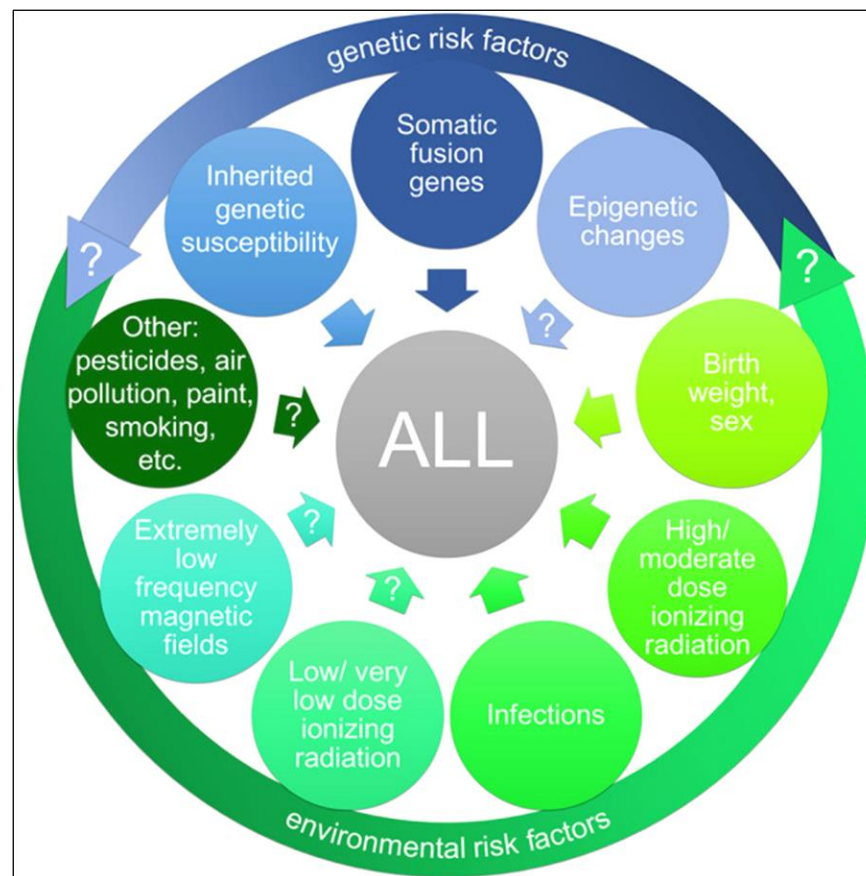 genetic risk factors
Somatic
fusion
genes
Inherited
genetic
susceptibility
Epigenetic
changes
?
?
Other:
pesticides, air
pollution, paint,
smoking,
etc.
?
?
Birth
weight,
sex
ALL
Extremely
low
frequency
magnetic
fields
?
?
High/
moderate
dose
ionizing
radiation
Low/ very
low dose
ionizing
radiation
Infections
environmental risk factors